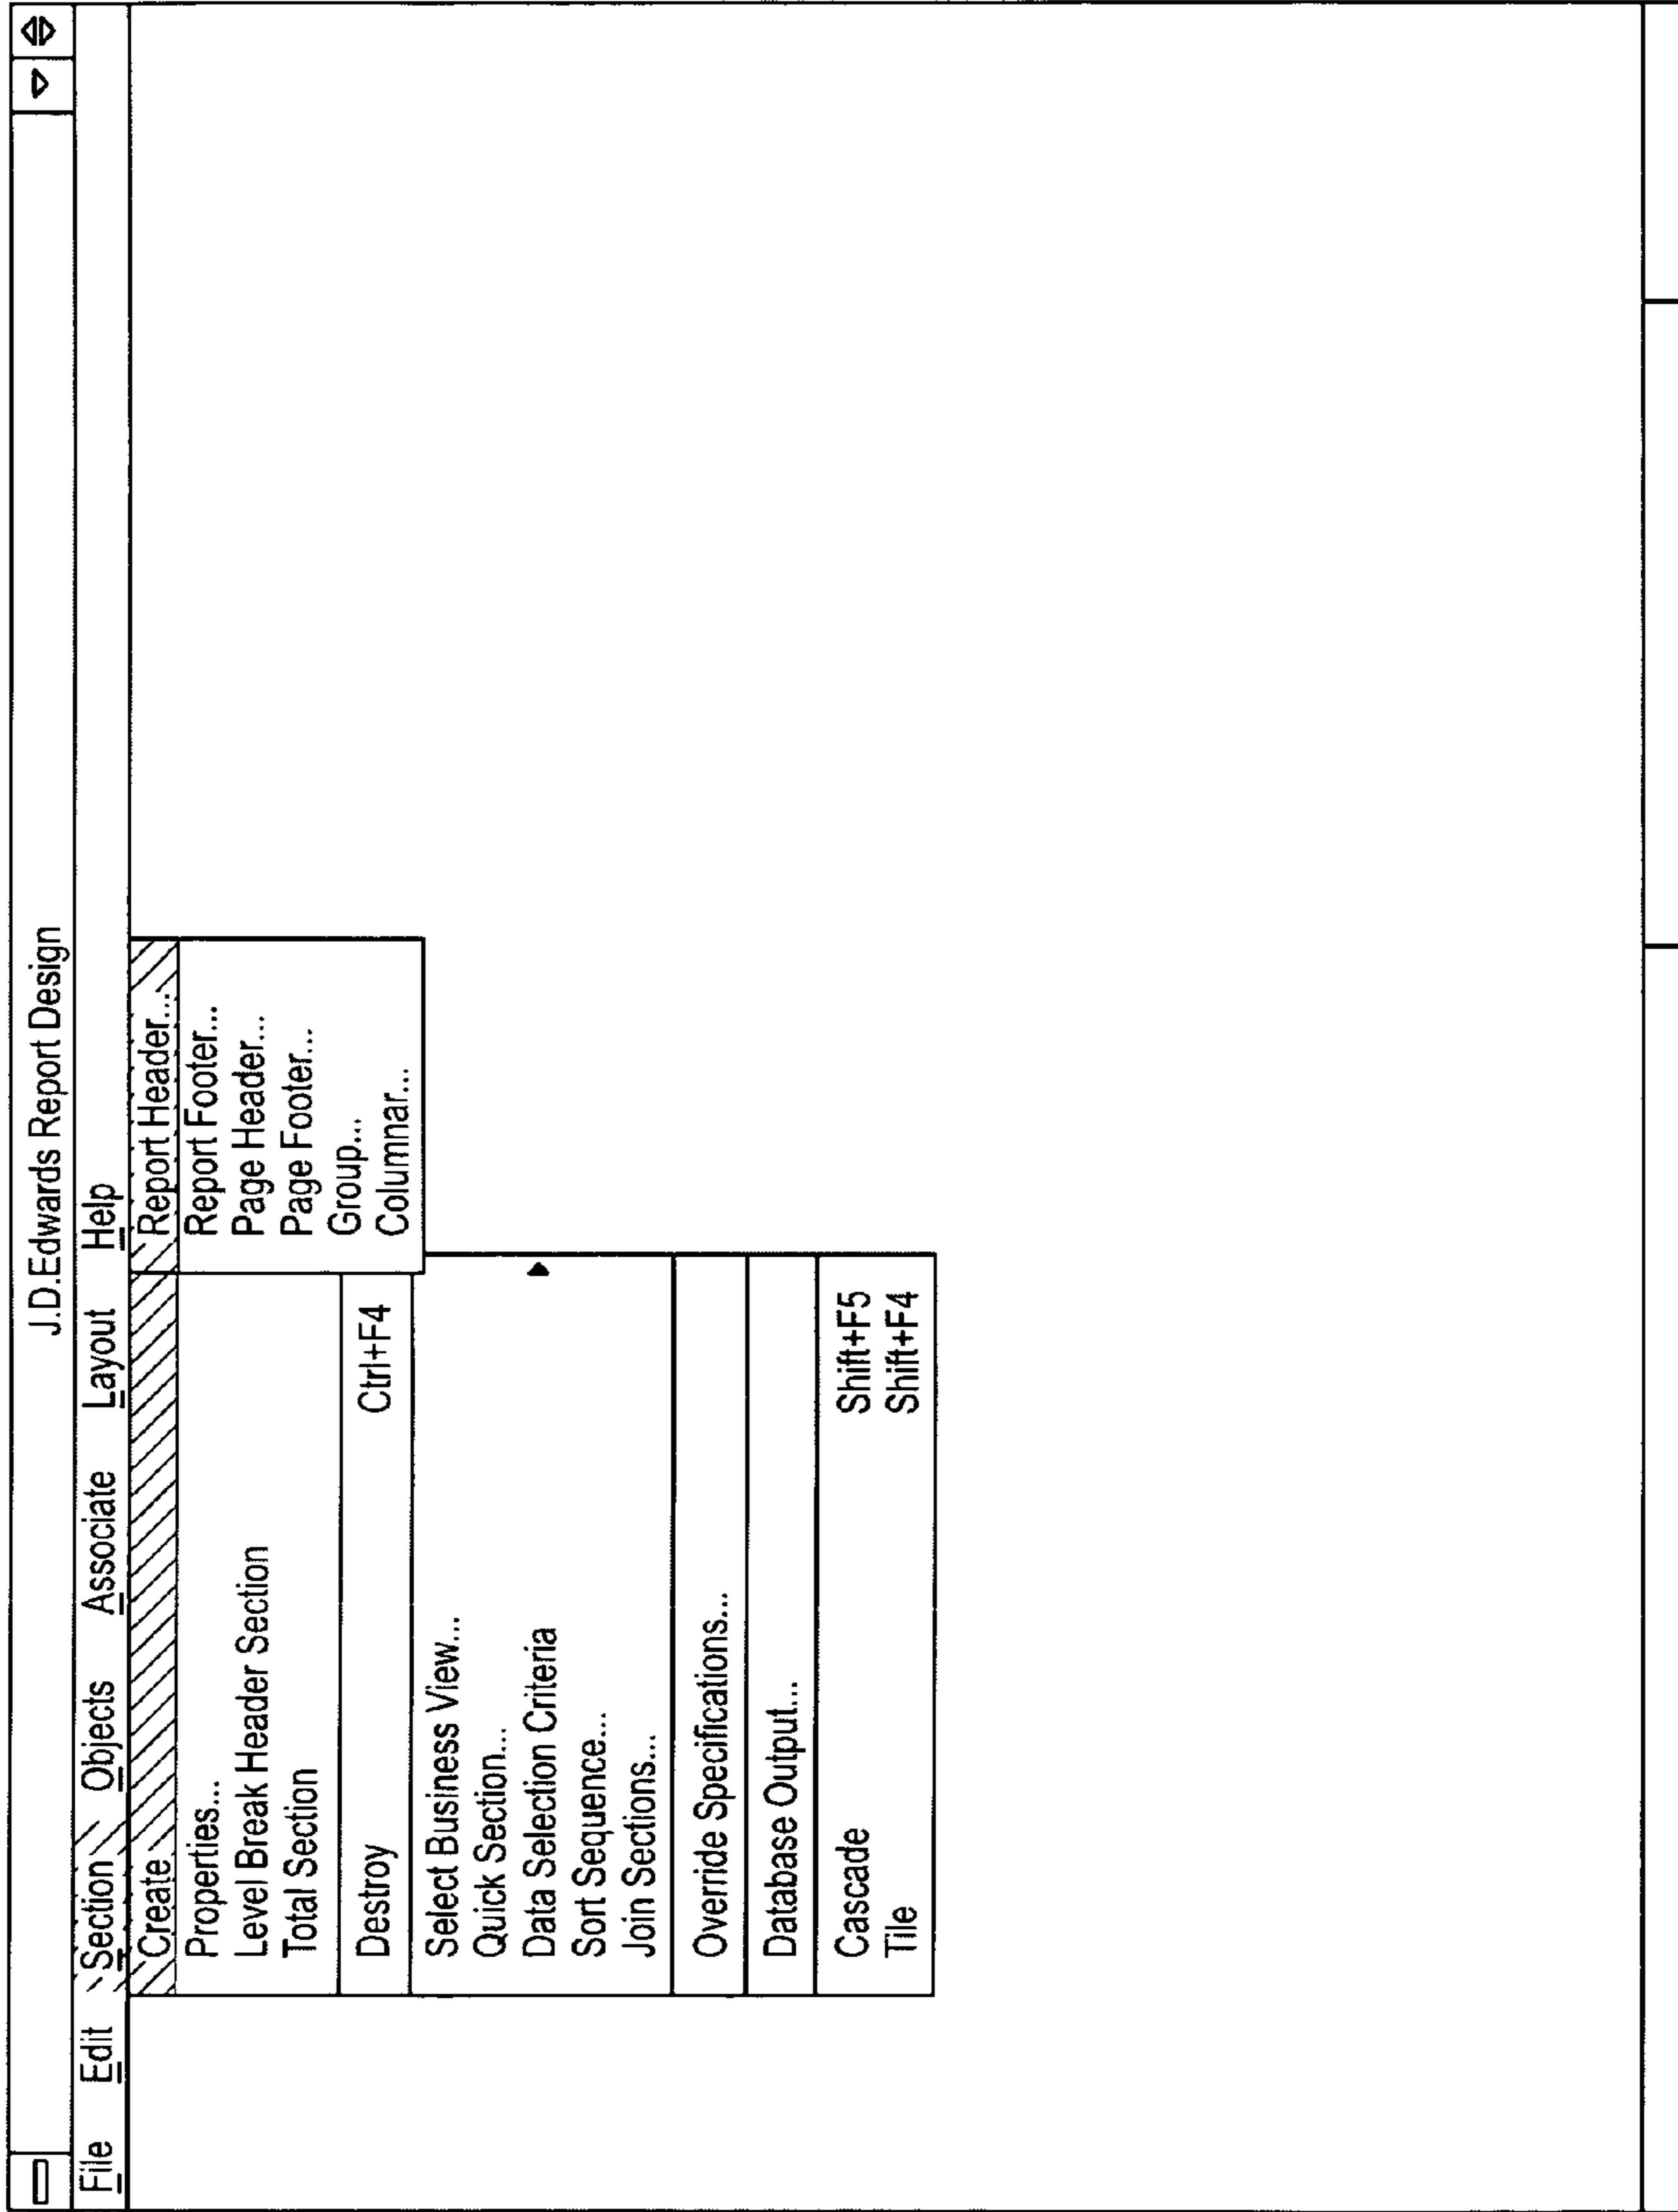 J.D.Edwards Report Design
File Edit Section Objects Associate Layout Help
Create
Properties...
Level Break Header Section
Total Section
Destroy Ctrl+F4
Select Business View...
Quick Section...
Data Selection Criteria
Sort Sequence...
Join Sections...
Override Specifications...
Database Output...
Cascade Shift+F5
Tile Shift+F4
Report Header...
Report Footer...
Page Header...
Page Footer...
Group...
Columnar...